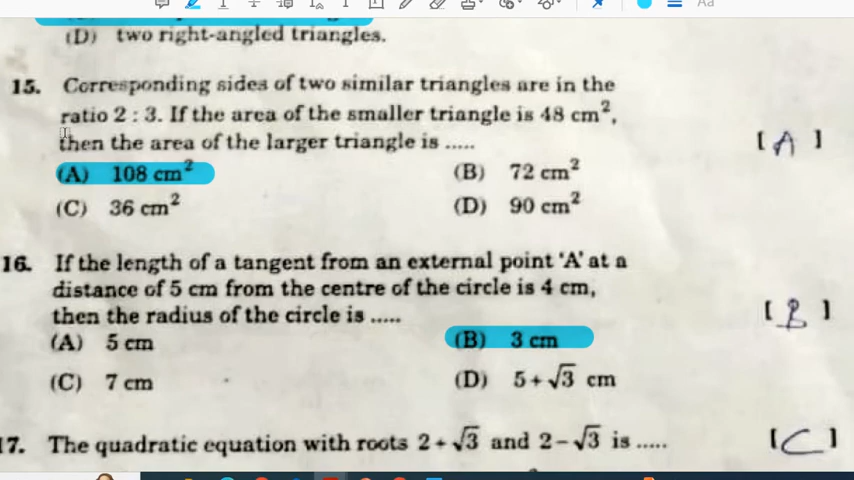 (D) two right-angled triangles.
15. Corresponding sides of two similar triangles are in the
ratio 2 : 3. If the area of the smaller triangle is 48 cm²,
then the area of the larger triangle is ..... [ A ]
(A) 108 cm² (B) 72 cm²
(C) 36 cm² (D) 90 cm²
16. If the length of a tangent from an external point 'A' at a
distance of 5 cm from the centre of the circle is 4 cm,
then the radius of the circle is ..... [ B ]
(A) 5 cm (B) 3 cm
(C) 7 cm (D) 5 + √3 cm
17. The quadratic equation with roots 2 + √3 and 2 - √3 is ..... [ C ]